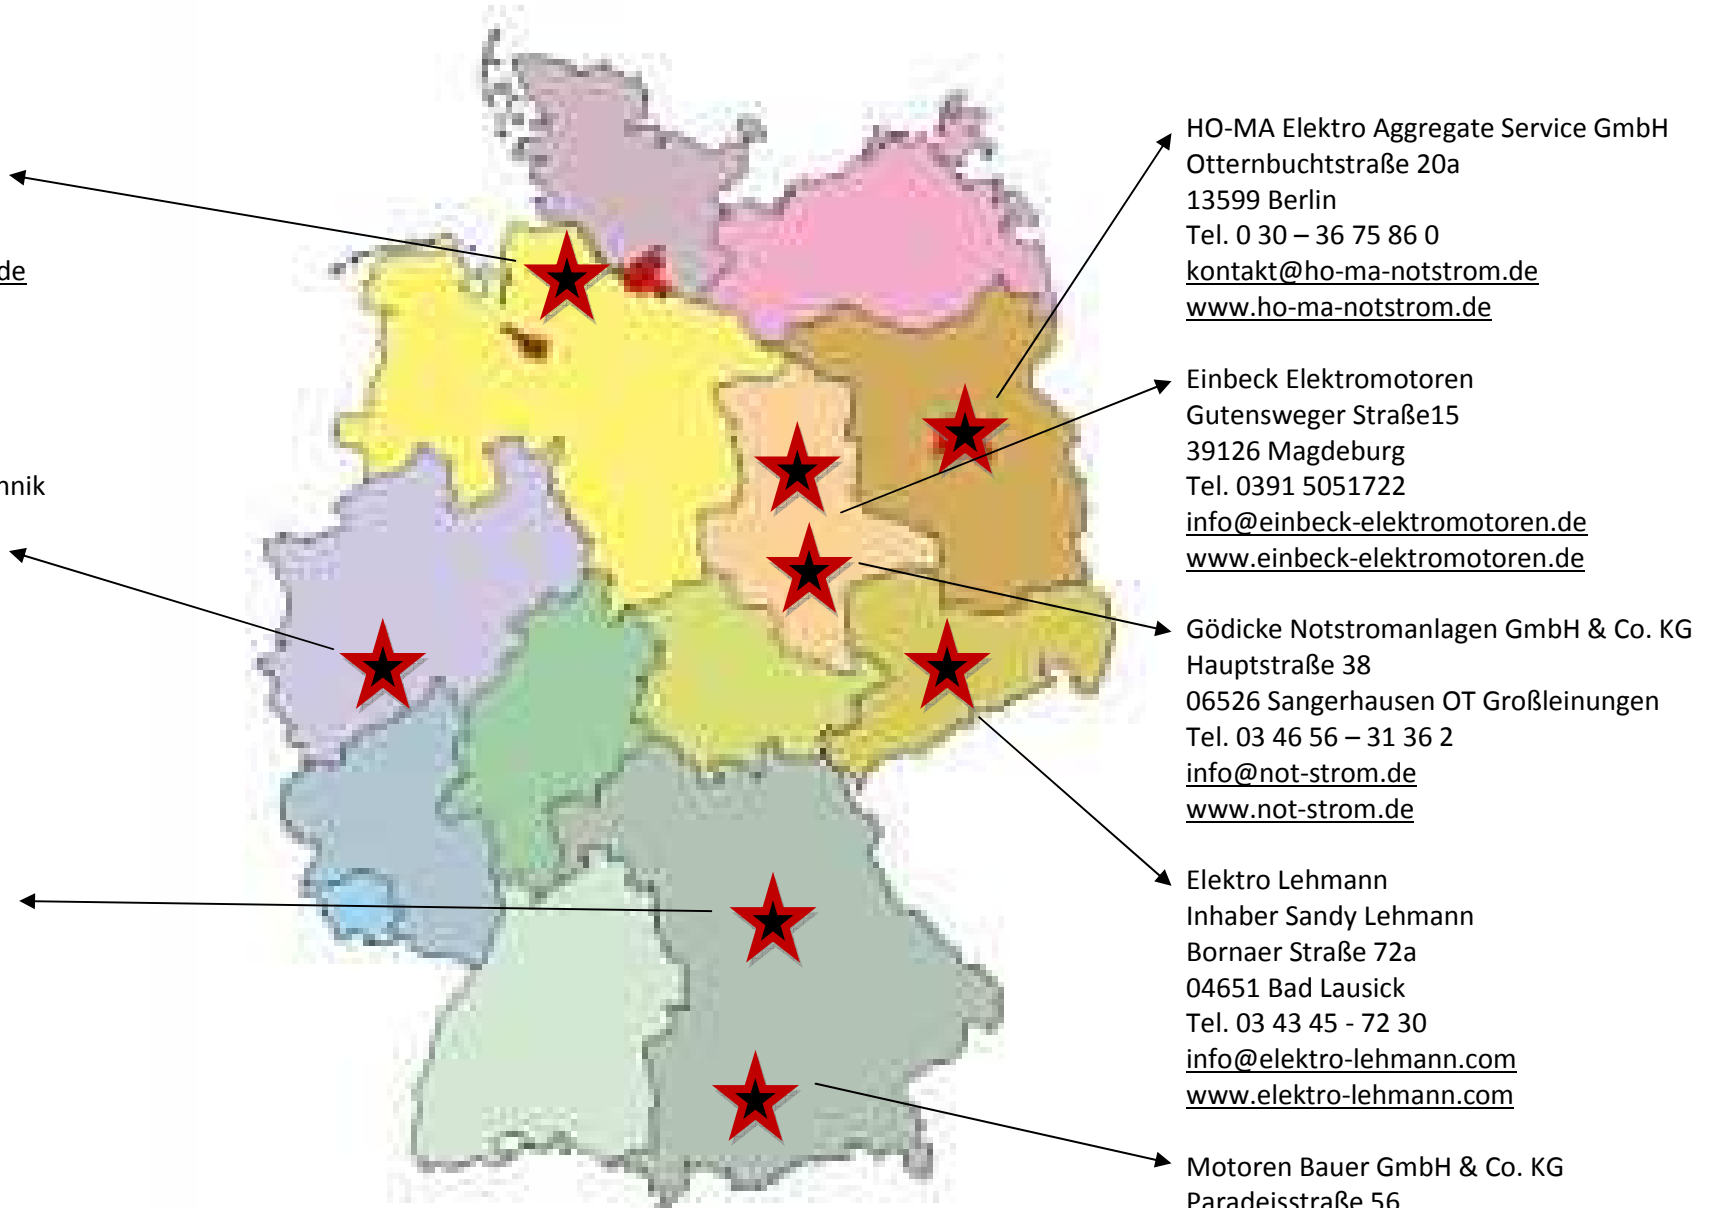 de
hnik
HO-MA Elektro Aggregate Service GmbH
Otternbuchtstraße 20a
13599 Berlin
Tel. 0 30 – 36 75 86 0
kontakt@ho-ma-notstrom.de
www.ho-ma-notstrom.de
Einbeck Elektromotoren
Gutensweger Straße15
39126 Magdeburg
Tel. 0391 5051722
info@einbeck-elektromotoren.de
www.einbeck-elektromotoren.de
Gödicke Notstromanlagen GmbH & Co. KG
Hauptstraße 38
06526 Sangerhausen OT Großleinungen
Tel. 03 46 56 – 31 36 2
info@not-strom.de
www.not-strom.de
Elektro Lehmann
Inhaber Sandy Lehmann
Bornaer Straße 72a
04651 Bad Lausick
Tel. 03 43 45 - 72 30
info@elektro-lehmann.com
www.elektro-lehmann.com
Motoren Bauer GmbH & Co. KG
Paradeisstraße 56